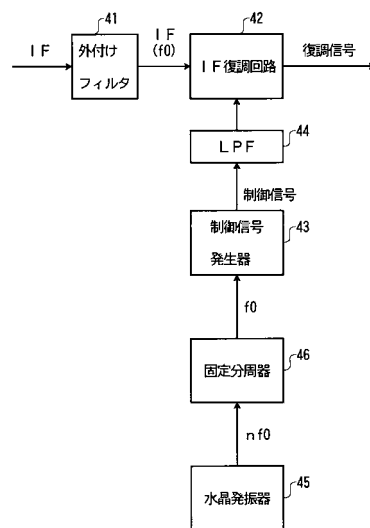 41
42
IF
外付け
フィルタ
IF
(f0)
IF復調回路
復調信号
LPF
44
制御信号
制御信号
発生器
43
f0
固定分周器
46
nf0
水晶発振器
45